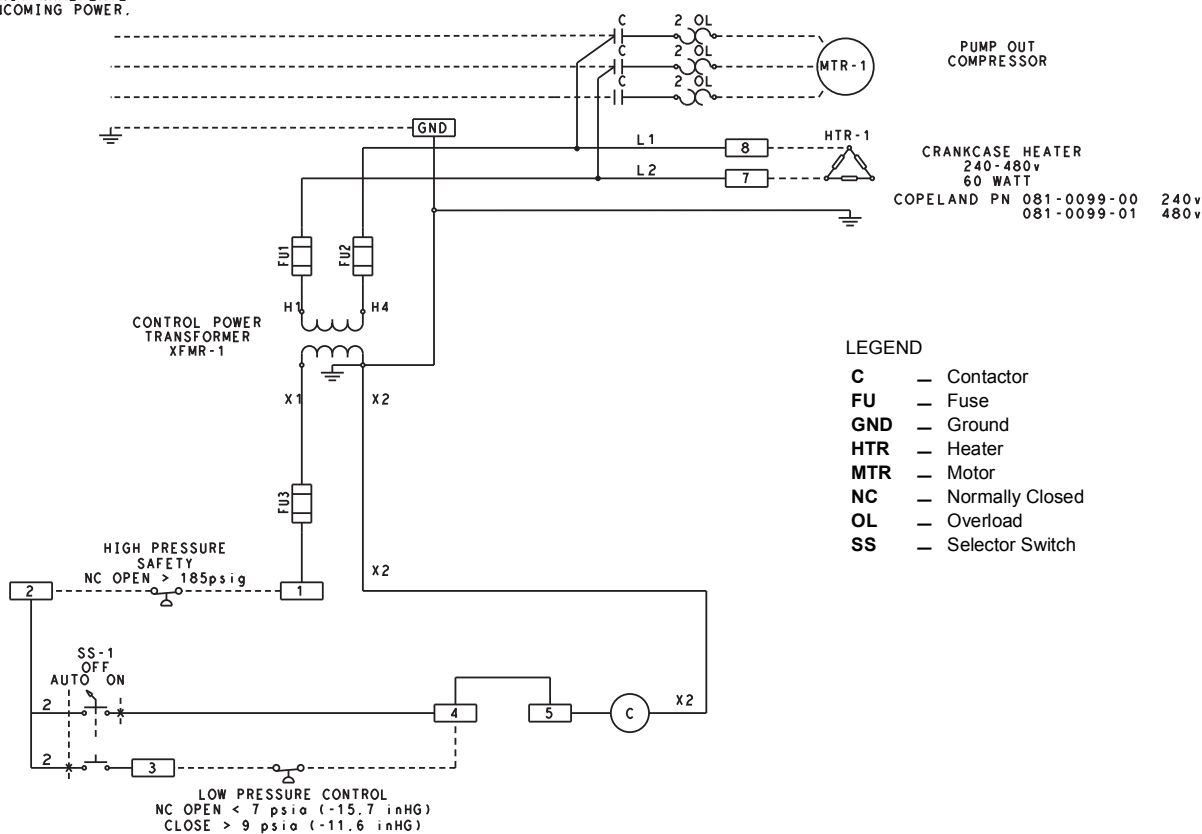 NCOMING POWER.
C 2 OL
C 2 OL
C 2 OL
MTR-1
PUMP OUT
COMPRESSOR
GND
L1
8
HTR-1
L2
7
CRANKCASE HEATER
240-480v
60 WATT
COPELAND PN 081-0099-00 240v
081-0099-01 480v
FU1
FU2
H1
H4
CONTROL POWER
TRANSFORMER
XFMR-1
X1
X2
LEGEND
C — Contactor
FU — Fuse
GND — Ground
HTR — Heater
MTR — Motor
NC — Normally Closed
OL — Overload
SS — Selector Switch
FU3
HIGH PRESSURE
SAFETY
NC OPEN > 185psig
X2
2
1
SS-1
OFF
AUTO ON
2
4
5
C
X2
2
3
LOW PRESSURE CONTROL
NC OPEN < 7 psia (-15.7 inHG)
CLOSE > 9 psia (-11.6 inHG)